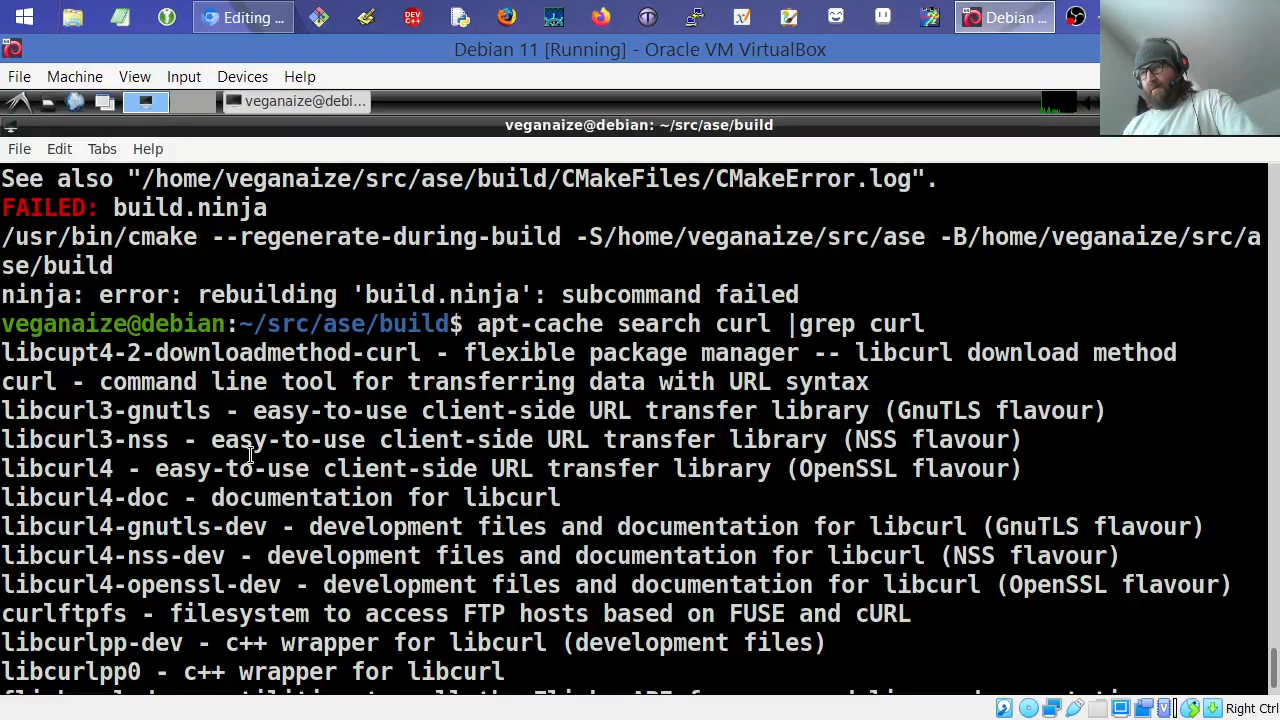 Editing ...
Debian ...
Debian 11 [Running] - Oracle VM VirtualBox
File Machine View Input Devices Help
veganaize@debi...
veganaize@debian: ~/src/ase/build
File Edit Tabs Help
See also "/home/veganaize/src/ase/build/CMakeFiles/CMakeError.log".
FAILED: build.ninja
/usr/bin/cmake --regenerate-during-build -S/home/veganaize/src/ase -B/home/veganaize/src/a
se/build
ninja: error: rebuilding 'build.ninja': subcommand failed
veganaize@debian:~/src/ase/build$ apt-cache search curl |grep curl
libcupt4-2-downloadmethod-curl - flexible package manager -- libcurl download method
curl - command line tool for transferring data with URL syntax
libcurl3-gnutls - easy-to-use client-side URL transfer library (GnuTLS flavour)
libcurl3-nss - easy-to-use client-side URL transfer library (NSS flavour)
libcurl4 - easy-to-use client-side URL transfer library (OpenSSL flavour)
libcurl4-doc - documentation for libcurl
libcurl4-gnutls-dev - development files and documentation for libcurl (GnuTLS flavour)
libcurl4-nss-dev - development files and documentation for libcurl (NSS flavour)
libcurl4-openssl-dev - development files and documentation for libcurl (OpenSSL flavour)
curlftpfs - filesystem to access FTP hosts based on FUSE and cURL
libcurlpp-dev - c++ wrapper for libcurl (development files)
libcurlpp0 - c++ wrapper for libcurl
Right Ctrl